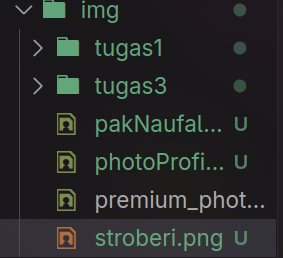 img
tugas1
tugas3
pakNaufal... U
photoProfi... U
premium_phot...
stroberi.png U